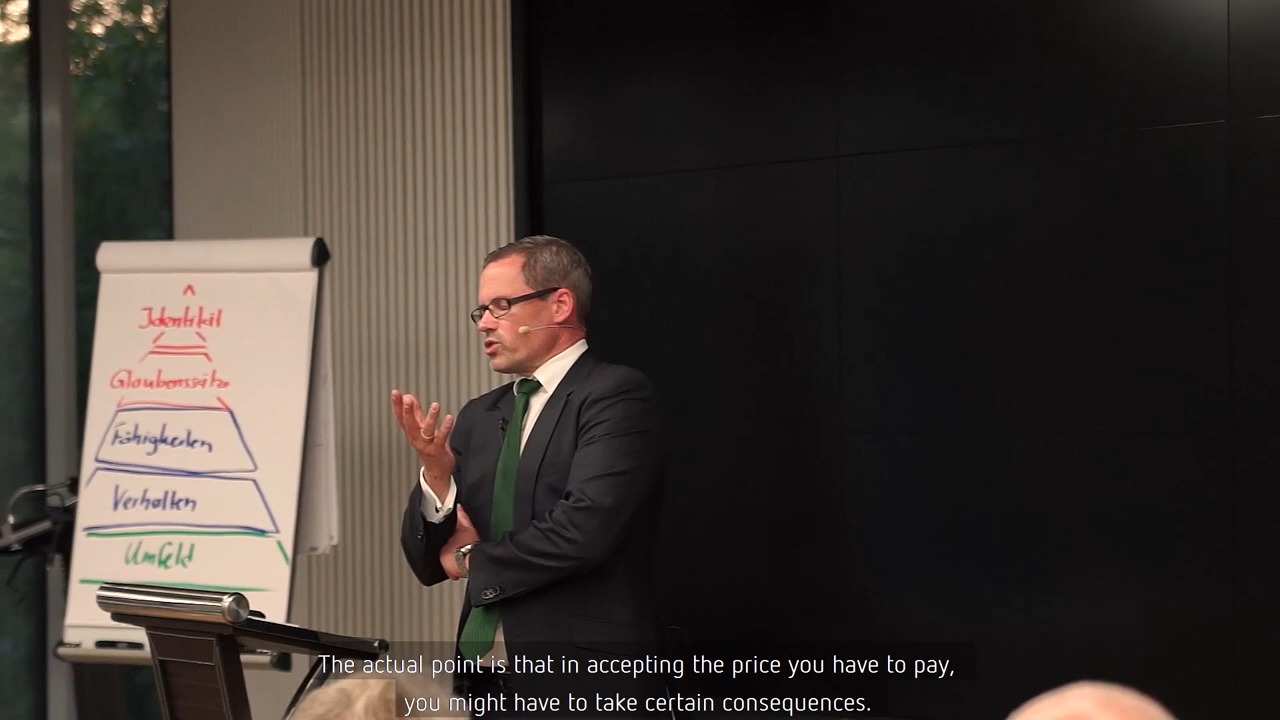 Identität
Glaubenssätze
Fähigkeiten
Verhalten
Umfeld
The actual point is that in accepting the price you have to pay,
you might have to take certain consequences.